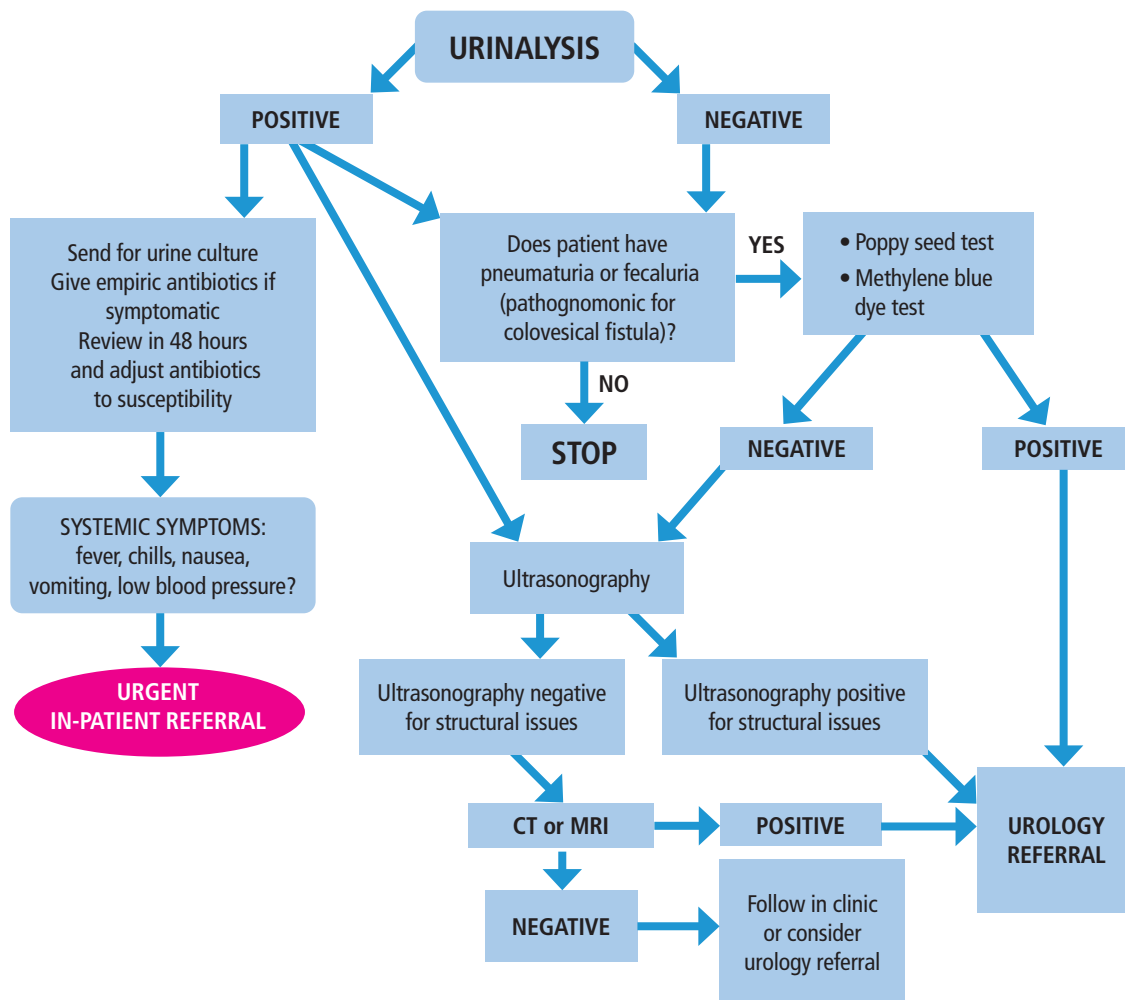 URINALYSIS
POSITIVE
NEGATIVE
Send for urine culture
Give empiric antibiotics if
symptomatic
Review in 48 hours
and adjust antibiotics
to susceptibility
Does patient have
pneumaturia or fecaluria
(pathognomonic for
colovesical fistula)?
YES
• Poppy seed test
• Methylene blue
dye test
NO
STOP
NEGATIVE
POSITIVE
SYSTEMIC SYMPTOMS:
fever, chills, nausea,
vomiting, low blood pressure?
Ultrasonography
URGENT
IN-PATIENT REFERRAL
Ultrasonography negative
for structural issues
Ultrasonography positive
for structural issues
CT or MRI
POSITIVE
UROLOGY
REFERRAL
NEGATIVE
Follow in clinic
or consider
urology referral